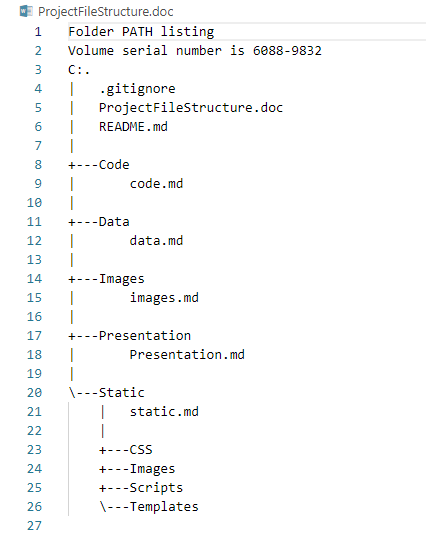 ProjectFileStructure.doc
1 Folder PATH listing
2 Volume serial number is 6088-9832
3 C:.
4 |   .gitignore
5 |   ProjectFileStructure.doc
6 |   README.md
7 |
8 +---Code
9 |       code.md
10 |
11 +---Data
12 |       data.md
13 |
14 +---Images
15 |       images.md
16 |
17 +---Presentation
18 |       Presentation.md
19 |
20 \---Static
21     |   static.md
22     |
23     +---CSS
24     +---Images
25     +---Scripts
26     \---Templates
27